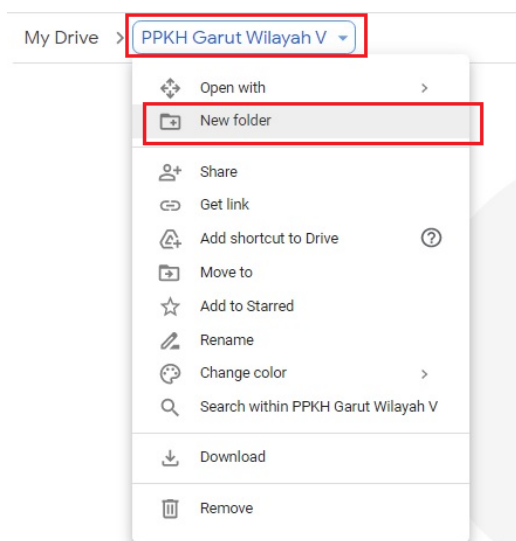 My Drive > PPKH Garut Wilayah V
Open with
New folder
Share
Get link
Add shortcut to Drive
Move to
Add to Starred
Rename
Change color
Search within PPKH Garut Wilayah V
Download
Remove